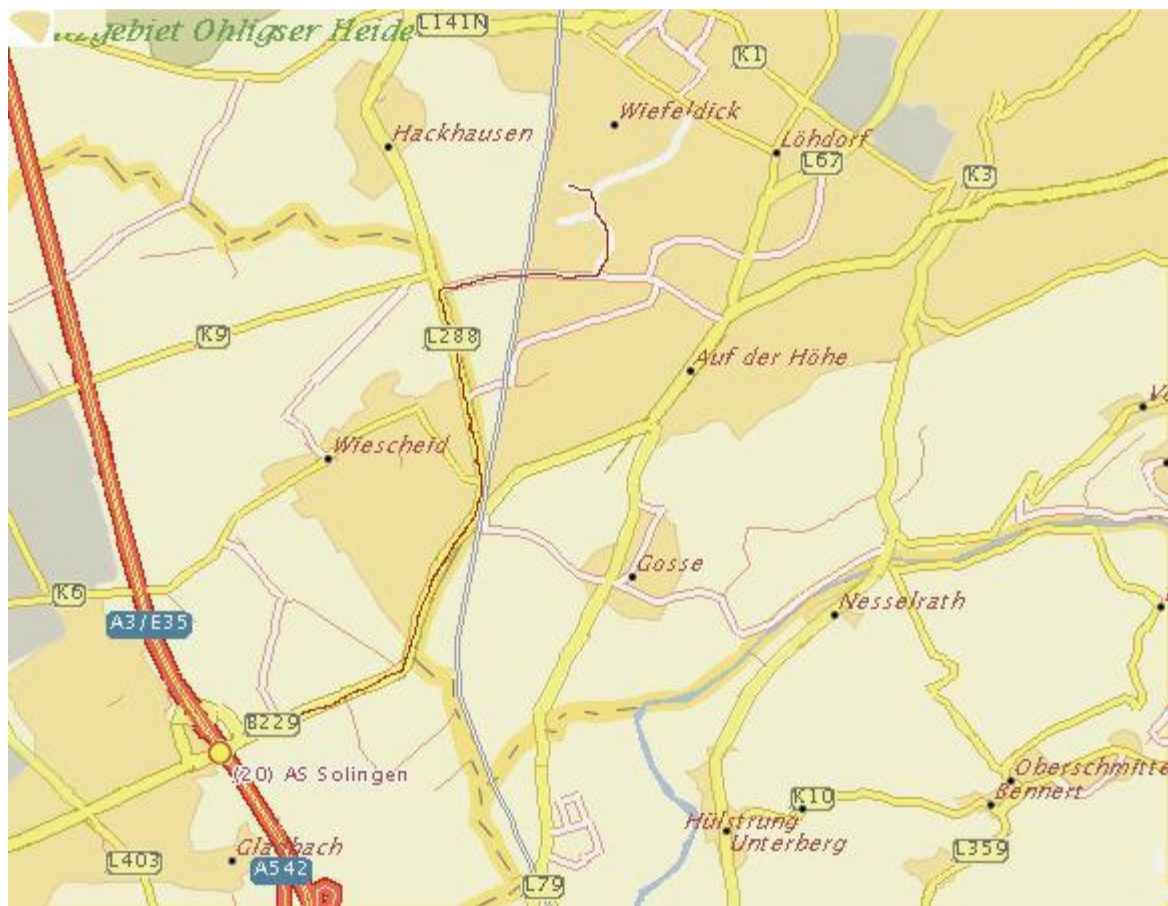 gebiet Ohligser Heide
L141N
K1
Wiefeldick
Hackhausen
Löhdorf
L67
K3
K9
L288
Auf der Höhe
Wiescheid
Gosse
K6
Nesselrath
A3/E35
B229
(20) AS Solingen
Oberschmitte
Bennert
K10
Hülstrung
Unterberg
L403
A542
L359
L79